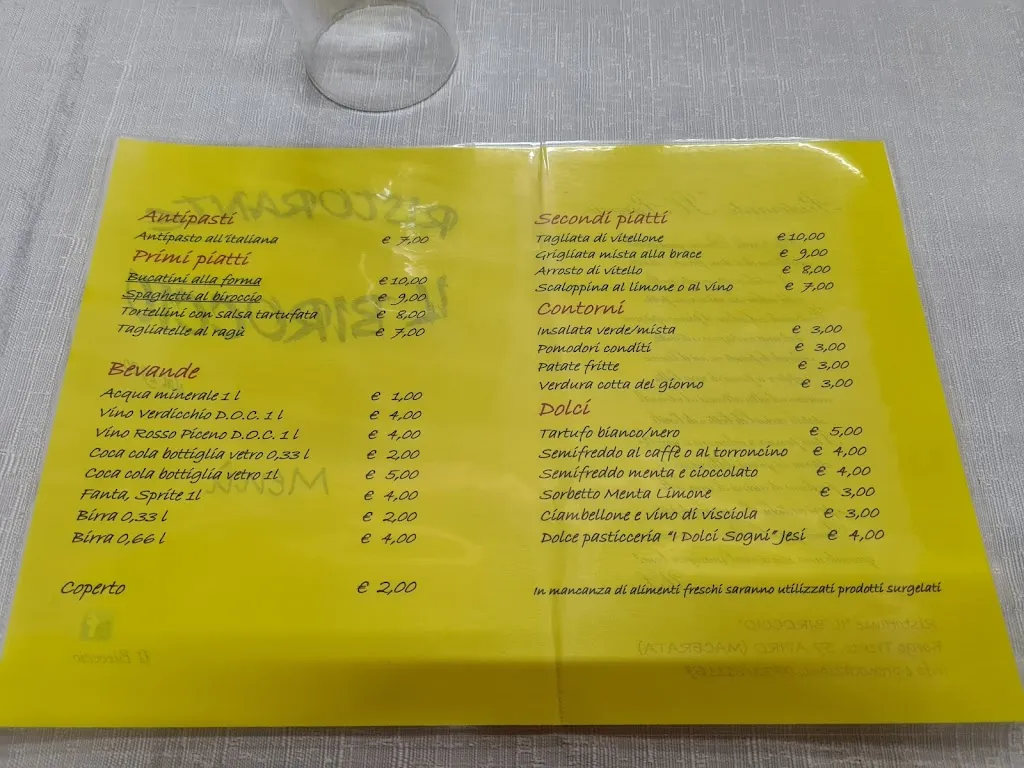 Antipasti
Antipasto all'italiana € 7,00
Primi piatti
Bucatini alla forma € 10,00
Spaghetti al biroccio € 9,00
Tortellini con salsa tartufata € 8,00
Tagliatelle al ragù € 7,00
Bevande
Acqua minerale 1 l € 1,00
Vino Verdicchio D.O.C. 1 l € 4,00
Vino Rosso Piceno D.O.C. 1 l € 4,00
Coca cola bottiglia vetro 0,33 l € 2,00
Coca cola bottiglia vetro 1l € 5,00
Fanta, Sprite 1l € 4,00
Birra 0,33 l € 2,00
Birra 0,66 l € 4,00
Coperto € 2,00
Secondi piatti
Tagliata di vitellone € 10,00
Grigliata mista alla brace € 9,00
Arrosto di vitello € 8,00
Scaloppina al limone o al vino € 7,00
Contorni
Insalata verde/mista € 3,00
Pomodori conditi € 3,00
Patate fritte € 3,00
Verdura cotta del giorno € 3,00
Dolci
Tartufo bianco/nero € 5,00
Semifreddo al caffè o al torroncino € 4,00
Semifreddo menta e cioccolato € 4,00
Sorbetto Menta Limone € 3,00
Ciambellone e vino di visciola € 3,00
Dolce pasticceria "I Dolci Sogni" Jesi € 4,00
In mancanza di alimenti freschi saranno utilizzati prodotti surgelati
RISTORANTE
IL BIROCCIO
Menù
Il Biroccio